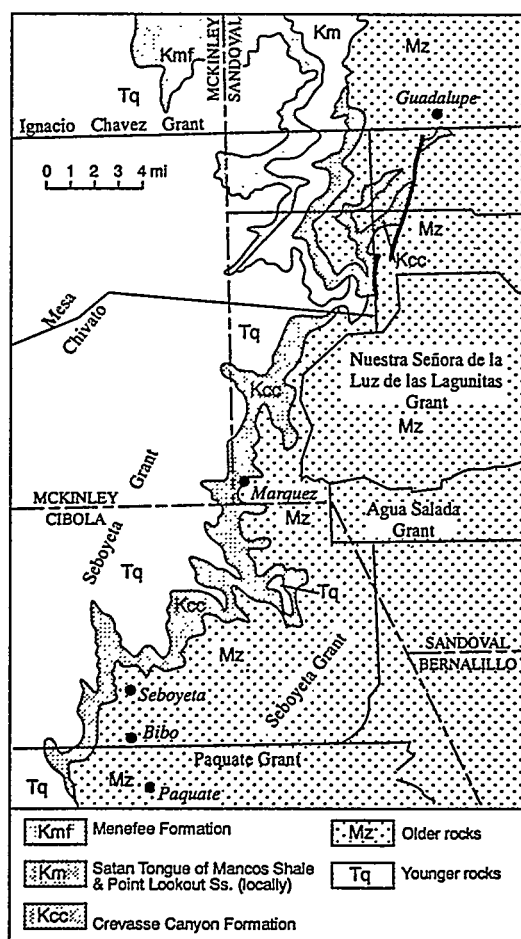 Kmf
Km
Mz
Tq
MCKINLEY
SANDOVAL
Guadalupe
Ignacio Chavez Grant
0 1 2 3 4 mi
Mz
Kcc
Mesa
Chivato
Tq
Kcc
Nuestra Señora de la
Luz de las Lagunitas
Grant
Mz
Seboyeta Grant
Marquez
MCKINLEY
CIBOLA
Mz
Agua Salada
Grant
Tq
Tq
Kcc
Mz
Seboyeta Grant
SANDOVAL
BERNALILLO
Seboyeta
Bibo
Paquate Grant
Tq
Mz
Paquate
Kmf Menefee Formation
Km Satan Tongue of Mancos Shale
& Point Lookout Ss. (locally)
Kcc Crevasse Canyon Formation
Mz Older rocks
Tq Younger rocks